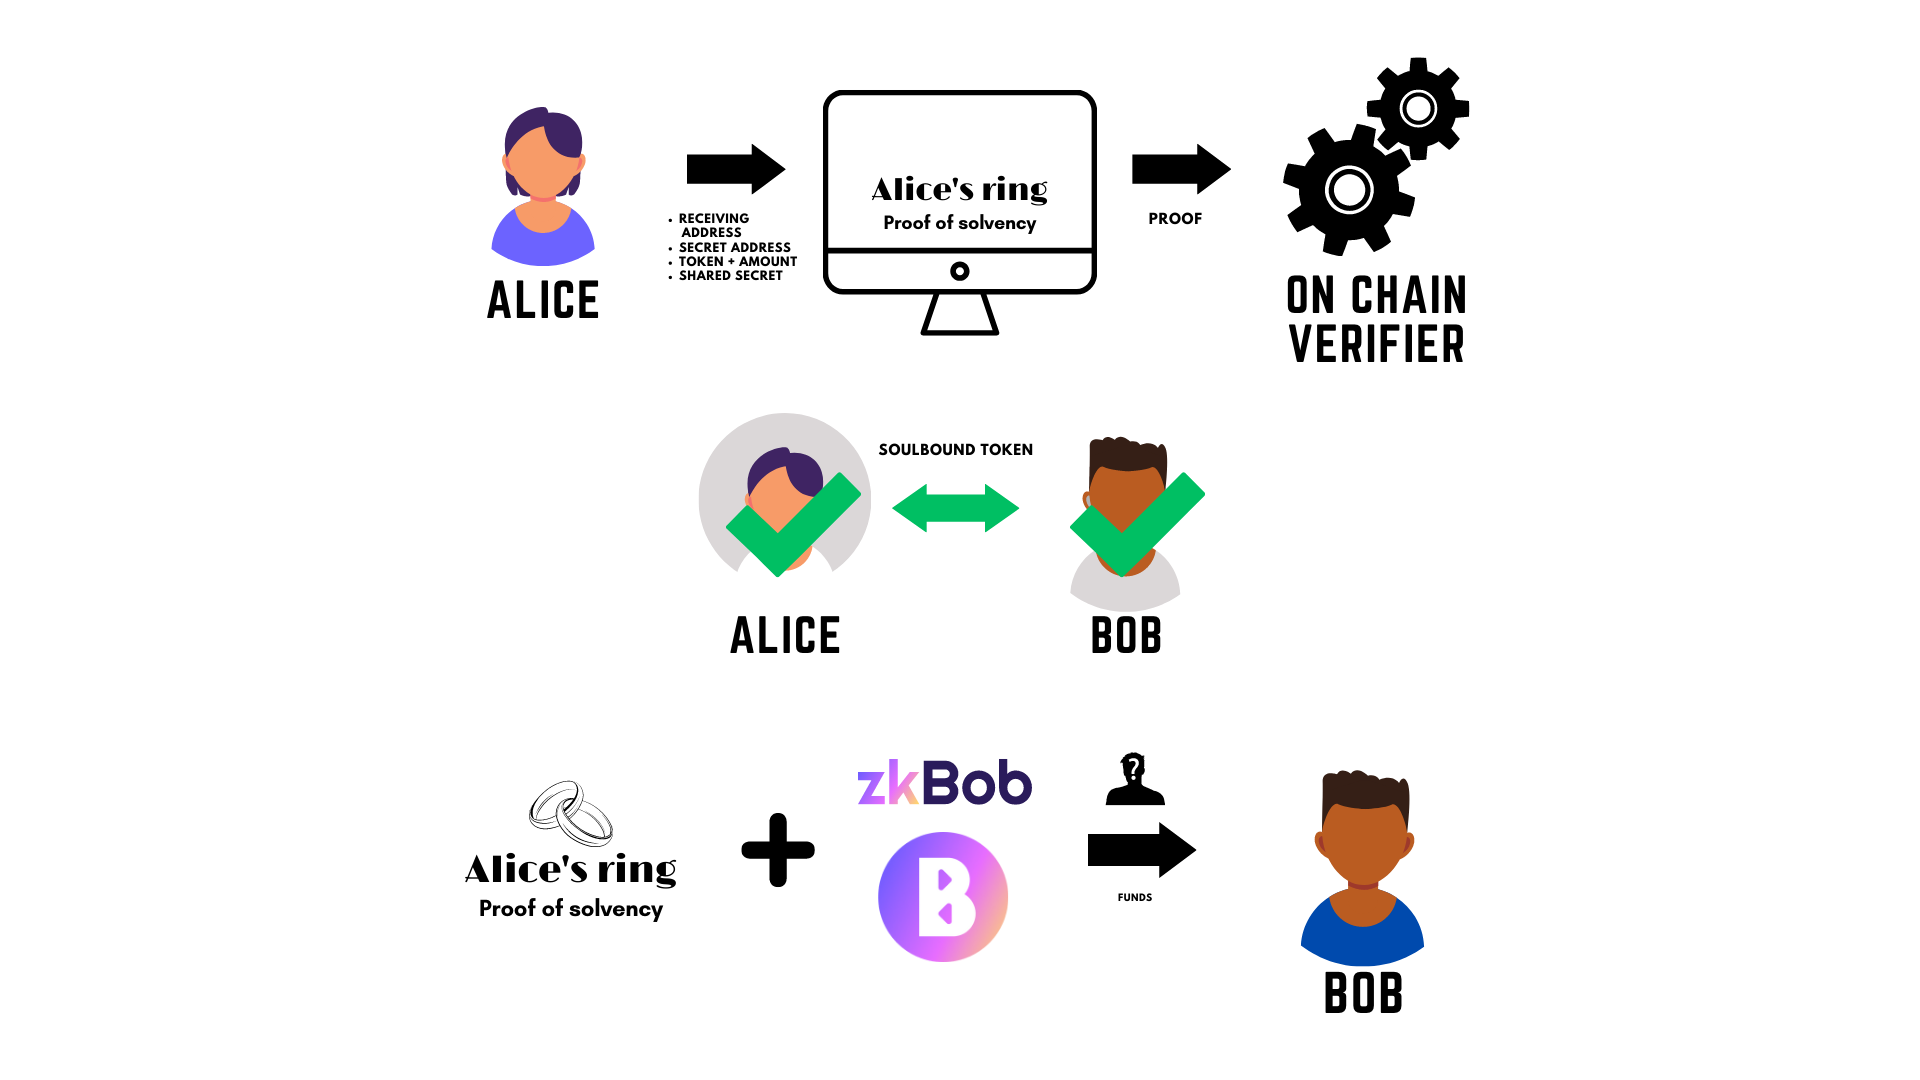 Alice's ring
Proof of solvency
• RECEIVING
ADDRESS
• SECRET ADDRESS
• TOKEN + AMOUNT
• SHARED SECRET
PROOF
ALICE
ON CHAIN
VERIFIER
SOULBOUND TOKEN
ALICE
BOB
zkBob
?
B
Alice's ring
Proof of solvency
FUNDS
BOB